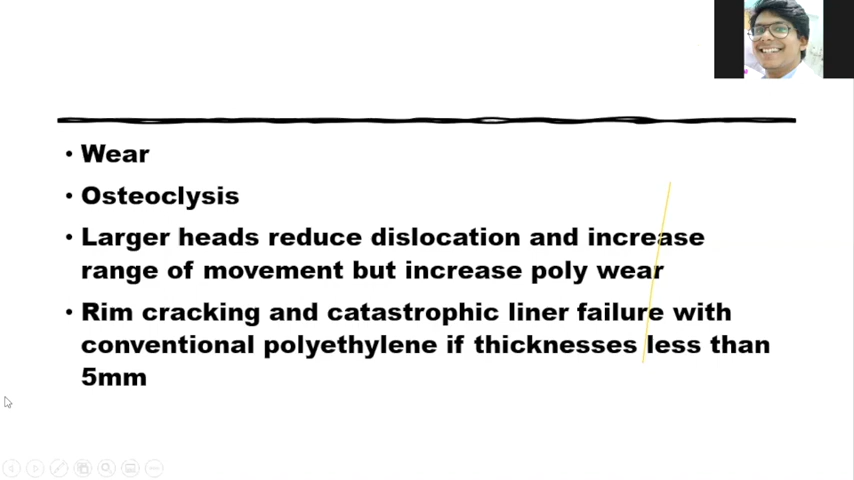 • Wear
• Osteoclysis
• Larger heads reduce dislocation and increase
range of movement but increase poly wear
• Rim cracking and catastrophic liner failure with
conventional polyethylene if thicknesses less than
5mm